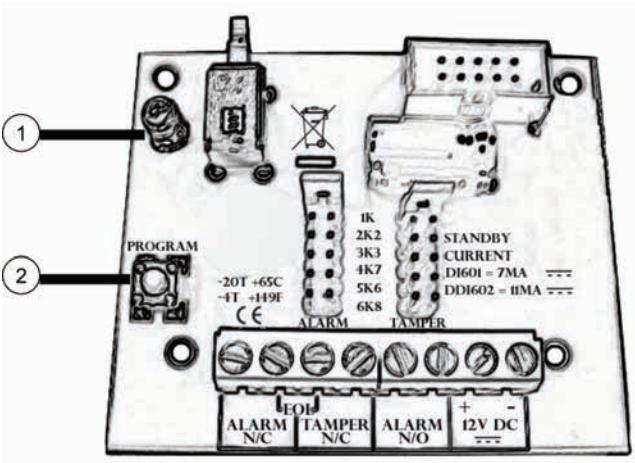 1
2
PROGRAM
-20T +65C
-4T +149F
CE
1K
2K2
3K3
4K7
5K6
6K8
ALARM
TAMPER
STANDBY
CURRENT
DI601 = 7MA
DDI602 = 11MA
EOL
ALARM
N/C
TAMPER
N/C
ALARM
N/O
+ -
12V DC